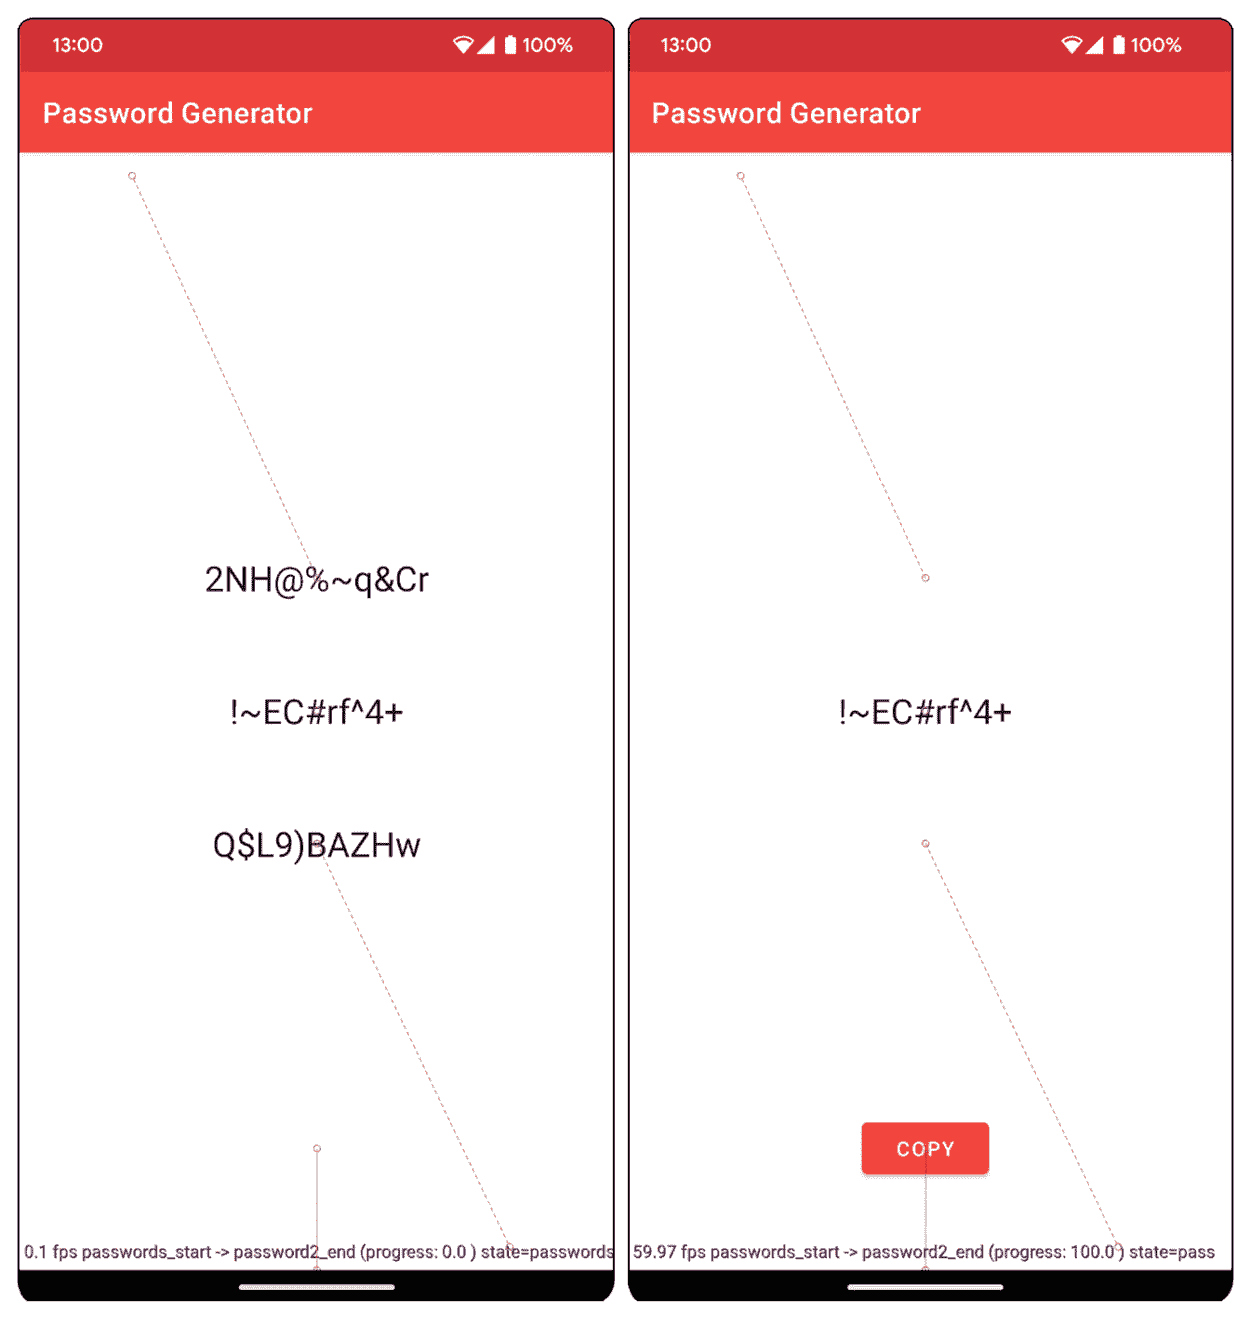 13:00 100%
Password Generator
2NH@%~q&Cr
!~EC#rf^4+
Q$L9)BAZHw
0.1 fps passwords_start -> password2_end (progress: 0.0 ) state=passwords
13:00 100%
Password Generator
!~EC#rf^4+
COPY
59.97 fps passwords_start -> password2_end (progress: 100.0 ) state=pass